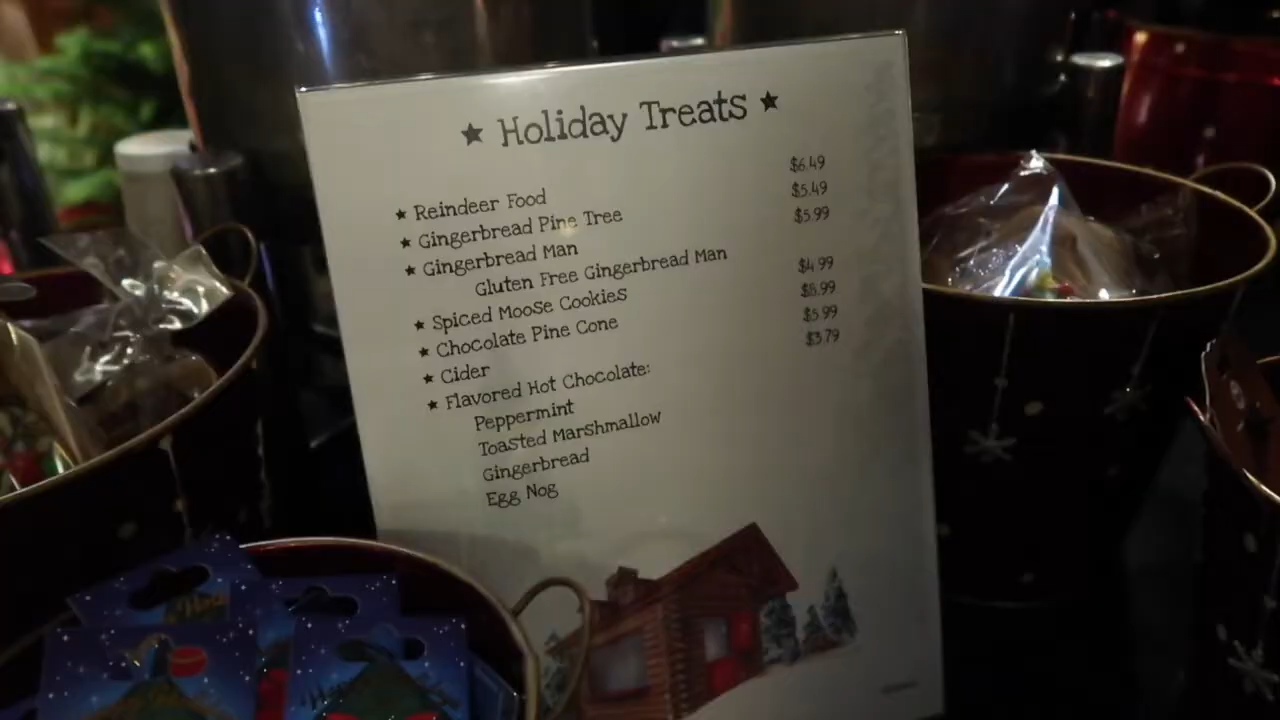 ★ Holiday Treats ★
★ Reindeer Food $6.49
★ Gingerbread Pine Tree $5.49
★ Gingerbread Man $5.99
Gluten Free Gingerbread Man
★ Spiced Moose Cookies $4.99
★ Chocolate Pine Cone
★ Cider $5.99
★ Flavored Hot Chocolate: $3.79
Peppermint
Toasted Marshmallow
Gingerbread
Egg Nog